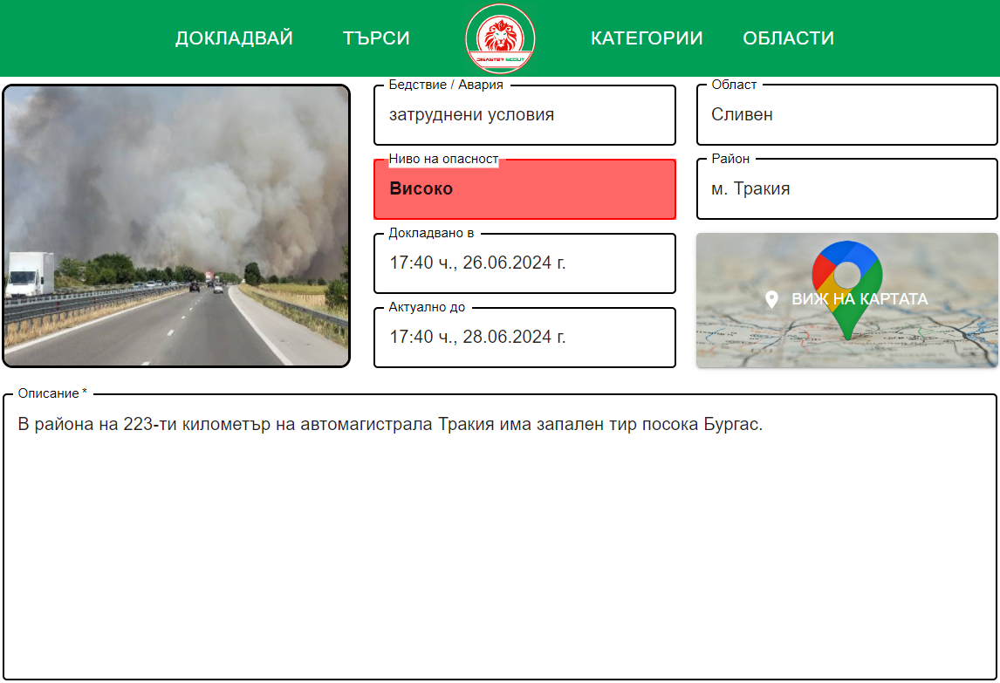 ДОКЛАДВАЙ
ТЪРСИ
DISASTER SCOUT
КАТЕГОРИИ
ОБЛАСТИ
Бедствие / Авария
затруднени условия
Област
Сливен
Ниво на опасност
Високо
Район
м. Тракия
Докладвано в
17:40 ч., 26.06.2024 г.
Актуално до
17:40 ч., 28.06.2024 г.
ВИЖ НА КАРТАТА
Описание *
В района на 223-ти километър на автомагистрала Тракия има запален тир посока Бургас.